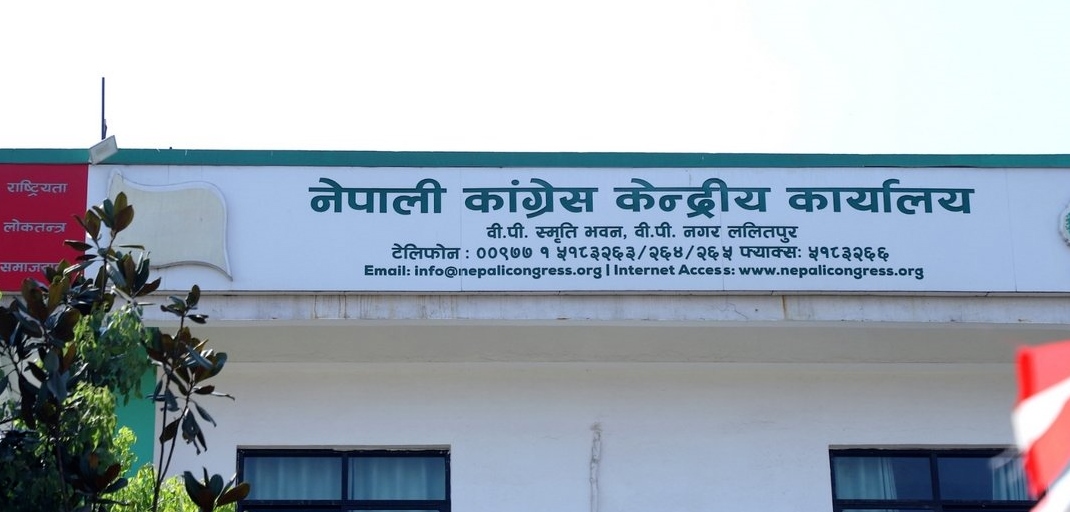 राष्ट्रियता
लोकतन्त्र
नेपाली कांग्रेस केन्द्रीय कार्यालय
वी.पी. स्मृति भवन, वी.पी. नगर ललितपुर
टेलिफोन : ००९७७ १ ५१८३२६३/२६४/२६५ फ्याक्स: ५१८३२६६
Email: info@nepalicongress.org | Internet Access: www.nepalicongress.org